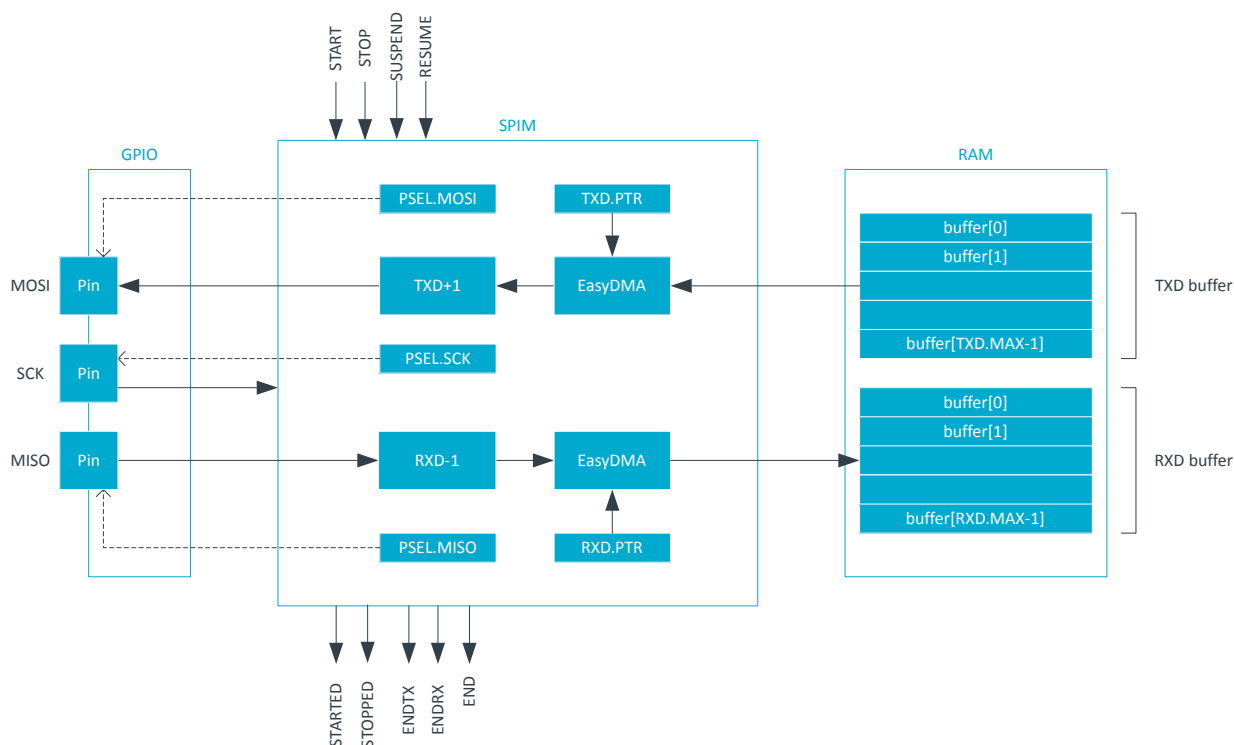 START
STOP
SUSPEND
RESUME
SPIM
GPIO
RAM
PSEL.MOSI
TXD.PTR
buffer[0]
buffer[1]
MOSI
Pin
TXD+1
EasyDMA
TXD buffer
buffer[TXD.MAX-1]
PSEL.SCK
SCK
Pin
buffer[0]
buffer[1]
MISO
Pin
RXD-1
EasyDMA
RXD buffer
buffer[RXD.MAX-1]
PSEL.MISO
RXD.PTR
STARTED
STOPPED
ENDTX
ENDRX
END